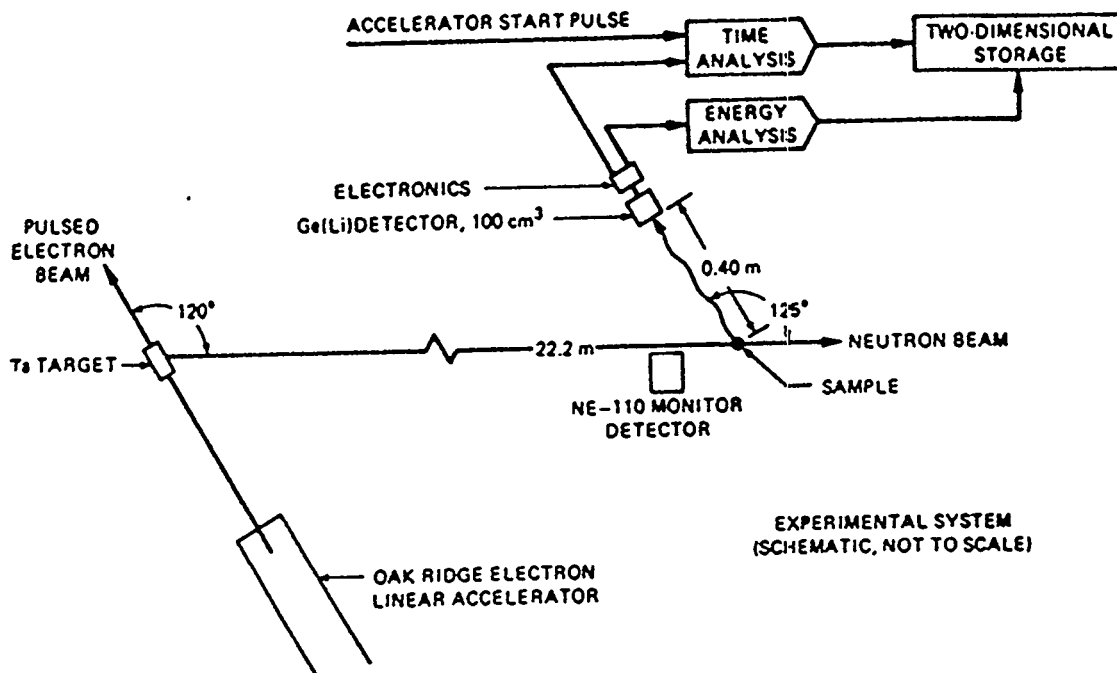 ACCELERATOR START PULSE
TIME
ANALYSIS
TWO-DIMENSIONAL
STORAGE
ENERGY
ANALYSIS
ELECTRONICS
Ge(Li)DETECTOR, 100 cm³
PULSED
ELECTRON
BEAM
0.40 m
120°
125°
Ta TARGET
22.2 m
NEUTRON BEAM
SAMPLE
NE-110 MONITOR
DETECTOR
EXPERIMENTAL SYSTEM
(SCHEMATIC, NOT TO SCALE)
OAK RIDGE ELECTRON
LINEAR ACCELERATOR